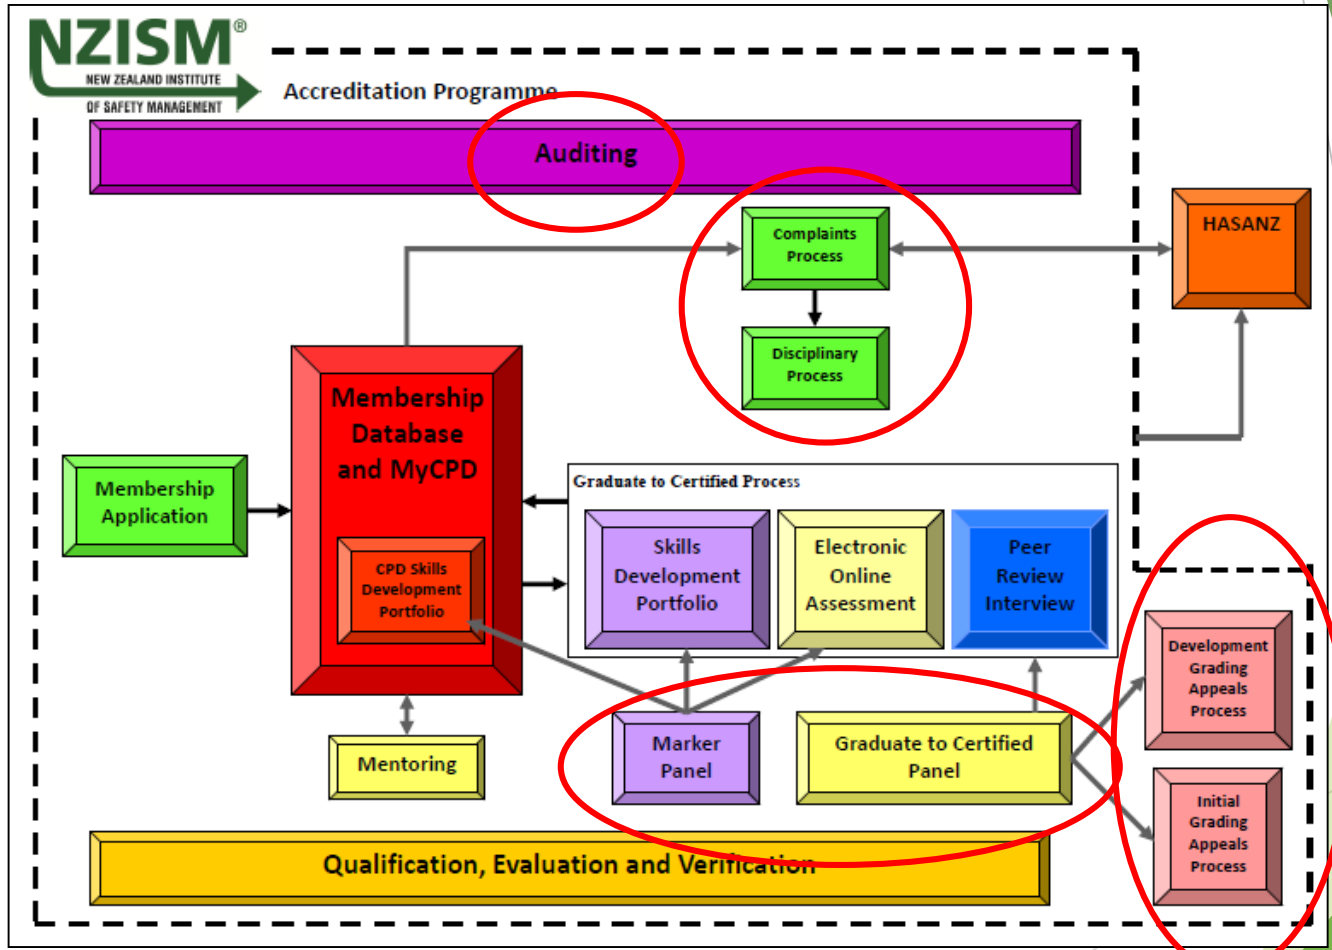 NZISM®
NEW ZEALAND INSTITUTE
OF SAFETY MANAGEMENT
Accreditation Programme
Auditing
Complaints
Process
HASANZ
Disciplinary
Process
Membership
Database
and MyCPD
Membership
Application
CPD Skills
Development
Portfolio
Graduate to Certified Process
Skills
Development
Portfolio
Electronic
Online
Assessment
Peer
Review
Interview
Mentoring
Marker
Panel
Graduate to Certified
Panel
Development
Grading
Appeals
Process
Initial
Grading
Appeals
Process
Qualification, Evaluation and Verification